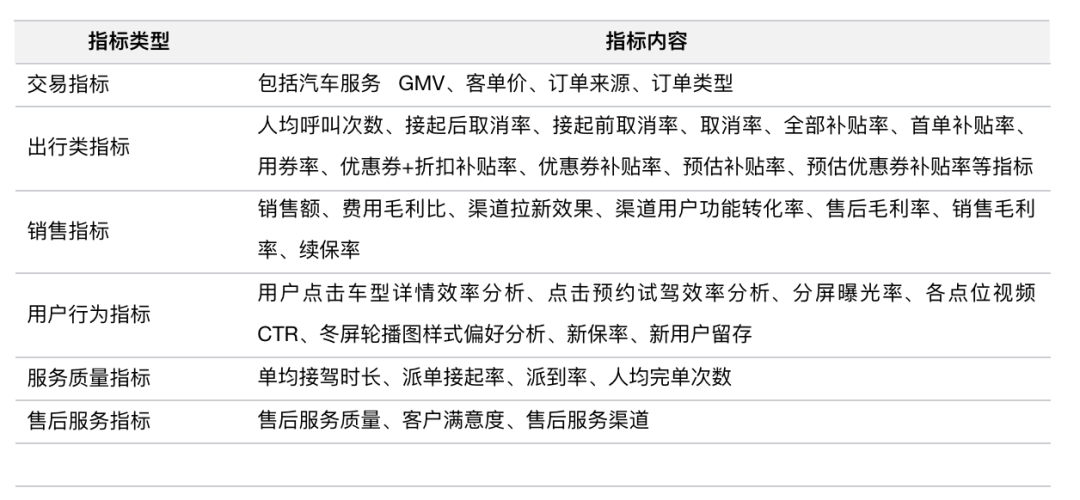 指标类型 指标内容
交易指标 包括汽车服务 GMV、客单价、订单来源、订单类型
人均呼叫次数、接起后取消率、接起前取消率、取消率、全部补贴率、首单补贴率、
出行类指标
用券率、优惠券+折扣补贴率、优惠券补贴率、预估补贴率、预估优惠券补贴率等指标
销售额、费用毛利比、渠道拉新效果、渠道用户功能转化率、售后毛利率、销售毛利
销售指标
率、续保率
用户点击车型详情效率分析、点击预约试驾效率分析、分屏曝光率、各点位视频
用户行为指标
CTR、冬屏轮播图样式偏好分析、新保率、新用户留存
服务质量指标 单均接驾时长、派单接起率、派到率、人均完单次数
售后服务指标 售后服务质量、客户满意度、售后服务渠道